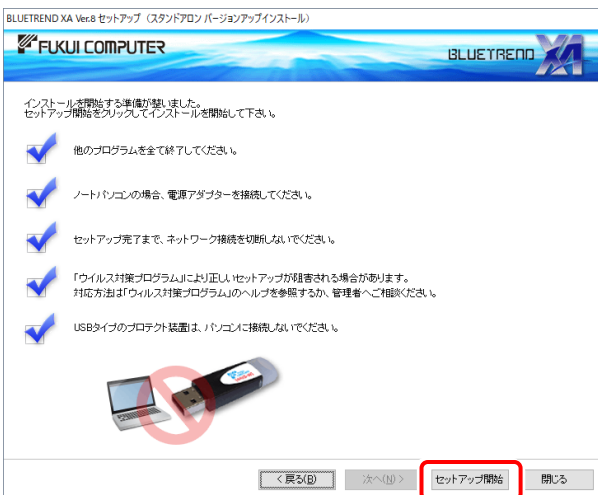 BLUETREND XA Ver.8 セットアップ（スタンドアロン バージョンアップインストール）
FUKUI COMPUTER
BLUETREND XA
インストールを開始する準備が整いました。
セットアップ開始をクリックしてインストールを開始して下さい。
他のプログラムを全て終了してください。
ノートパソコンの場合、電源アダプターを接続してください。
セットアップ完了まで、ネットワーク接続を切断しないでください。
「ウイルス対策プログラム」により正しいセットアップが阻害される場合があります。
対応方法は「ウィルス対策プログラム」のヘルプを参照するか、管理者へご相談ください。
USBタイプのプロテクト装置は、パソコンに接続しないでください。
< 戻る(B)
次へ(N) >
セットアップ開始
閉じる